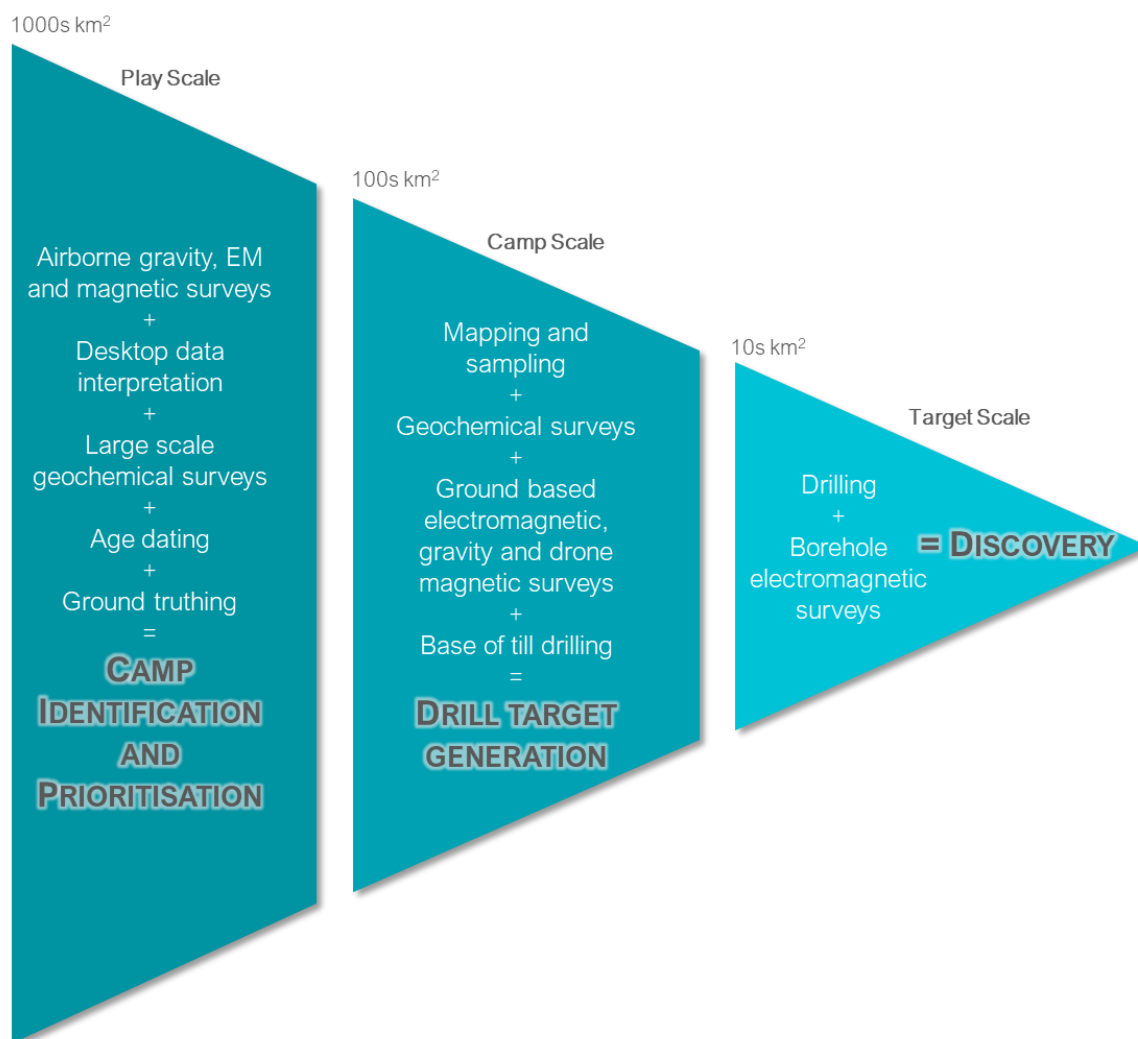 1000s km²
Play Scale
Airborne gravity, EM
and magnetic surveys
+
Desktop data
interpretation
+
Large scale
geochemical surveys
+
Age dating
+
Ground truthing
=
CAMP
IDENTIFICATION
AND
PRIORITISATION
100s km²
Camp Scale
Mapping and
sampling
+
Geochemical surveys
+
Ground based
electromagnetic,
gravity and drone
magnetic surveys
+
Base of till drilling
=
DRILL TARGET
GENERATION
10s km²
Target Scale
Drilling
+
Borehole
electromagnetic
surveys
= DISCOVERY